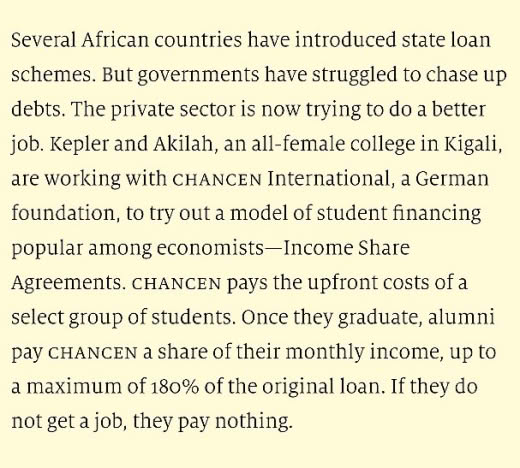 Several African countries have introduced state loan
schemes. But governments have struggled to chase up
debts. The private sector is now trying to do a better
job. Kepler and Akilah, an all-female college in Kigali,
are working with CHANCEN International, a German
foundation, to try out a model of student financing
popular among economists—Income Share
Agreements. CHANCEN pays the upfront costs of a
select group of students. Once they graduate, alumni
pay CHANCEN a share of their monthly income, up to
a maximum of 180% of the original loan. If they do
not get a job, they pay nothing.